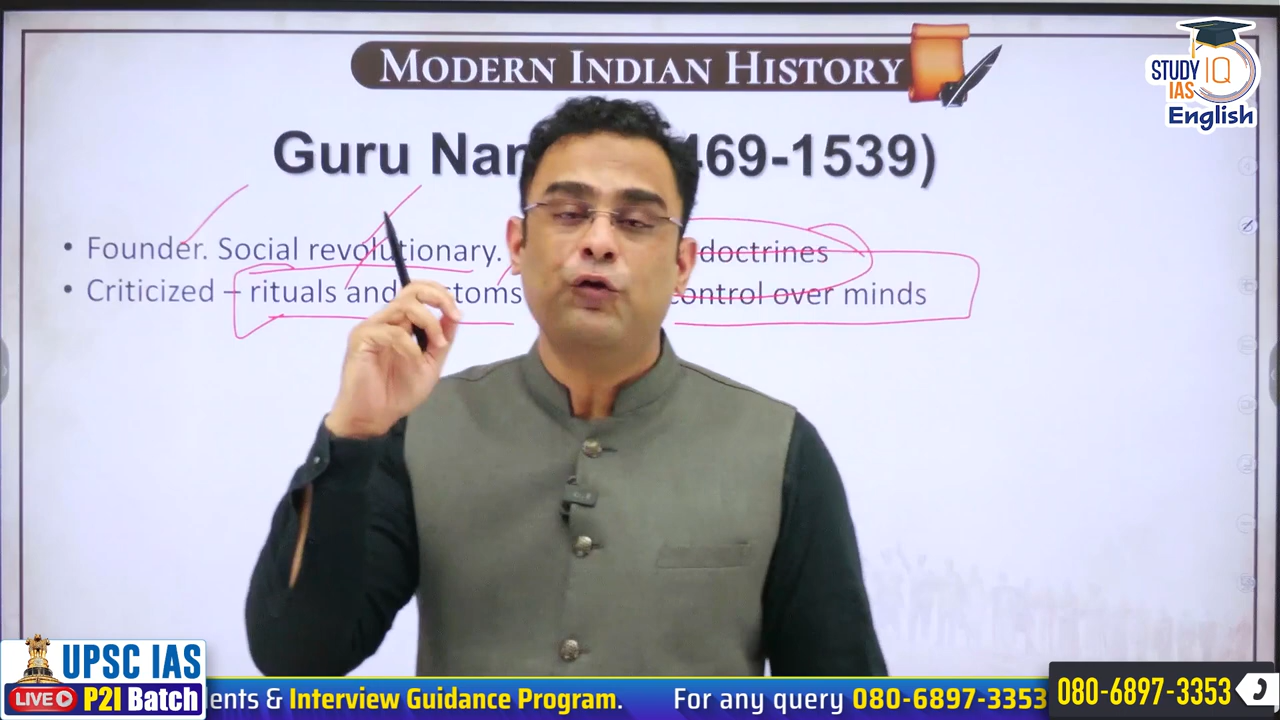 MODERN INDIAN HISTORY
STUDY IQ
IAS
English
Guru 469-1539)
• Founder. Social revolutionary. doctrines
• Criticized – rituals and control over minds
UPSC IAS
LIVE P2I Batch
ents & Interview Guidance Program. For any query 080-6897-3353
080-6897-3353